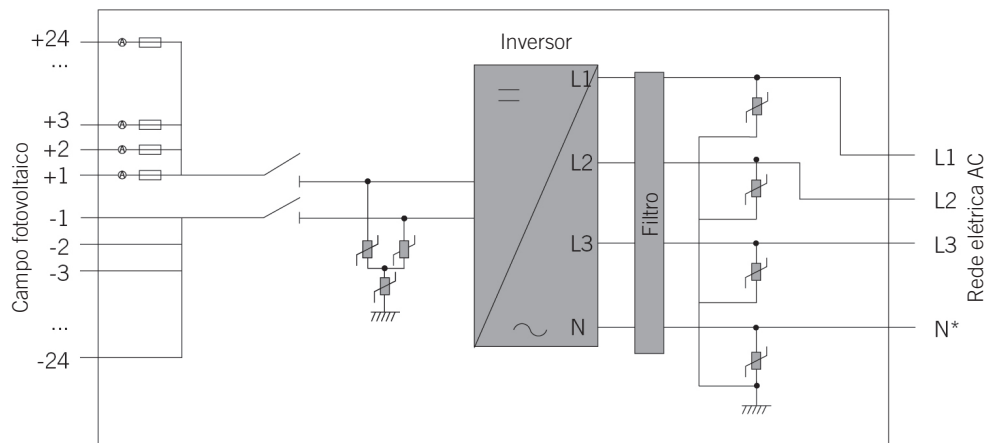 Campo fotovoltaico
+24
...
+3
+2
+1
-1
-2
-3
...
-24
A
A
A
A
Inversor
L1
L2
L3
N
Filtro
L1
L2
L3
N*
Rede elétrica AC